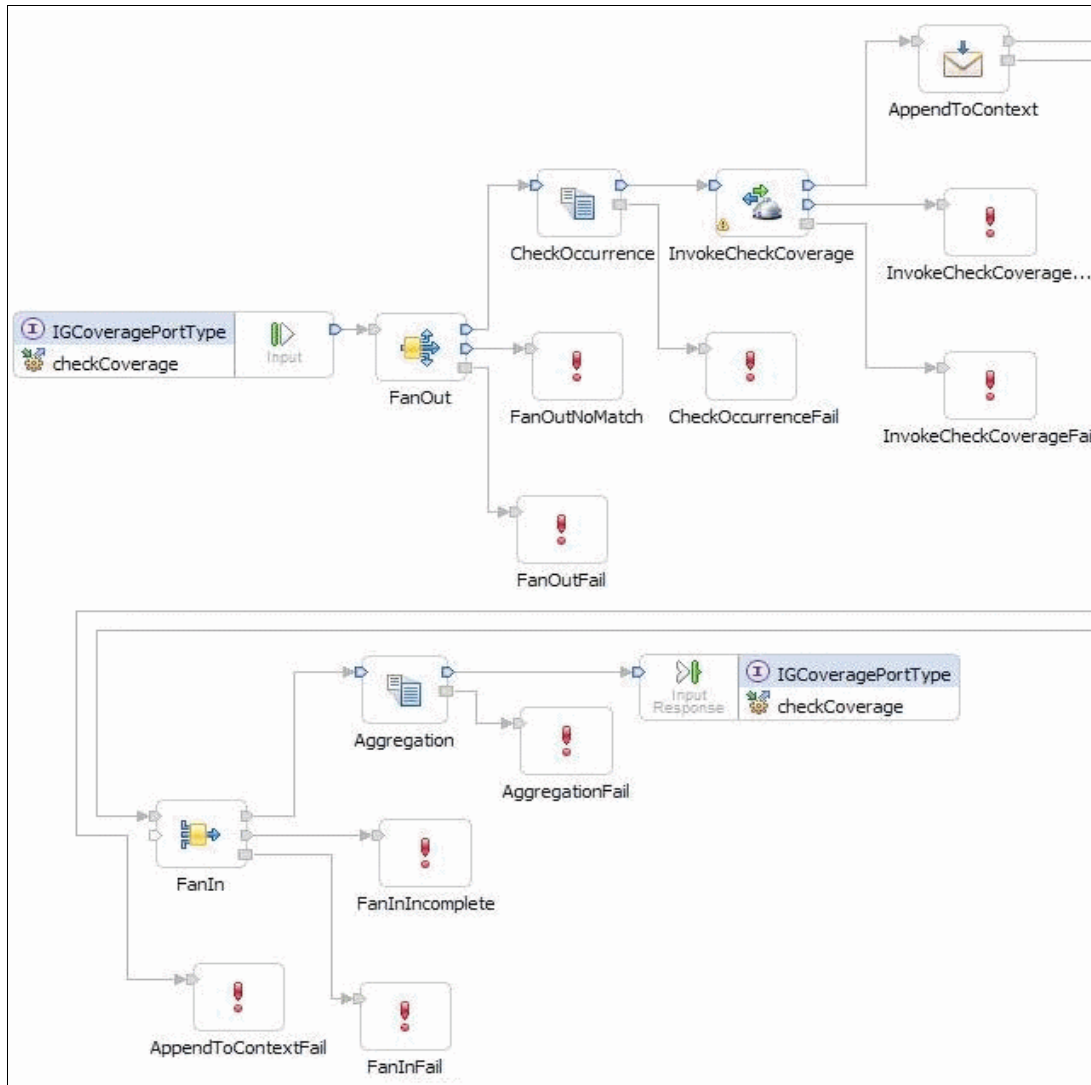 AppendToContext
CheckOccurrence
InvokeCheckCoverage
InvokeCheckCoverage...
IGCoveragePortType
checkCoverage
Input
FanOut
FanOutNoMatch
CheckOccurrenceFail
InvokeCheckCoverageFai
FanOutFail
Aggregation
Input
Response
IGCoveragePortType
checkCoverage
AggregationFail
FanIn
FanInIncomplete
AppendToContextFail
FanInFail